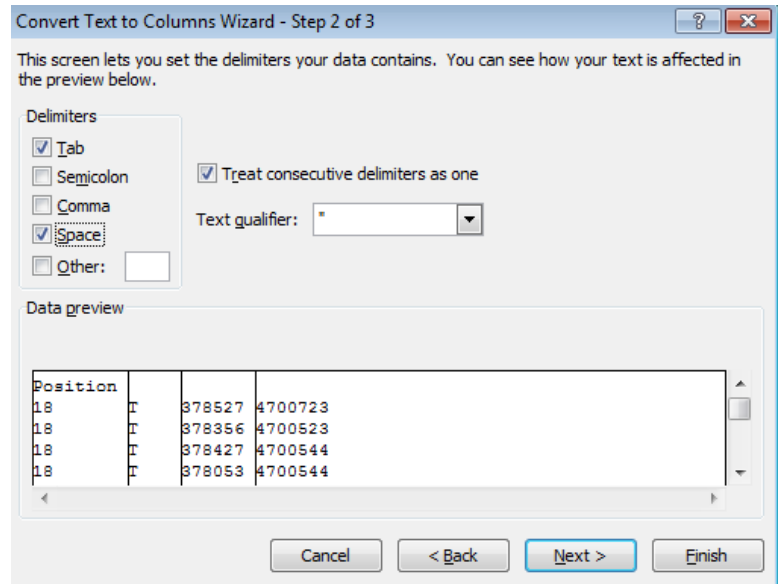 Convert Text to Columns Wizard - Step 2 of 3
This screen lets you set the delimiters your data contains. You can see how your text is affected in
the preview below.
Delimiters
Tab
Semicolon
Comma
Space
Other:
Treat consecutive delimiters as one
Text qualifier: "
Data preview
Position
18 T 378527 4700723
18 T 378356 4700523
18 T 378427 4700544
18 T 378053 4700544
Cancel < Back Next > Finish